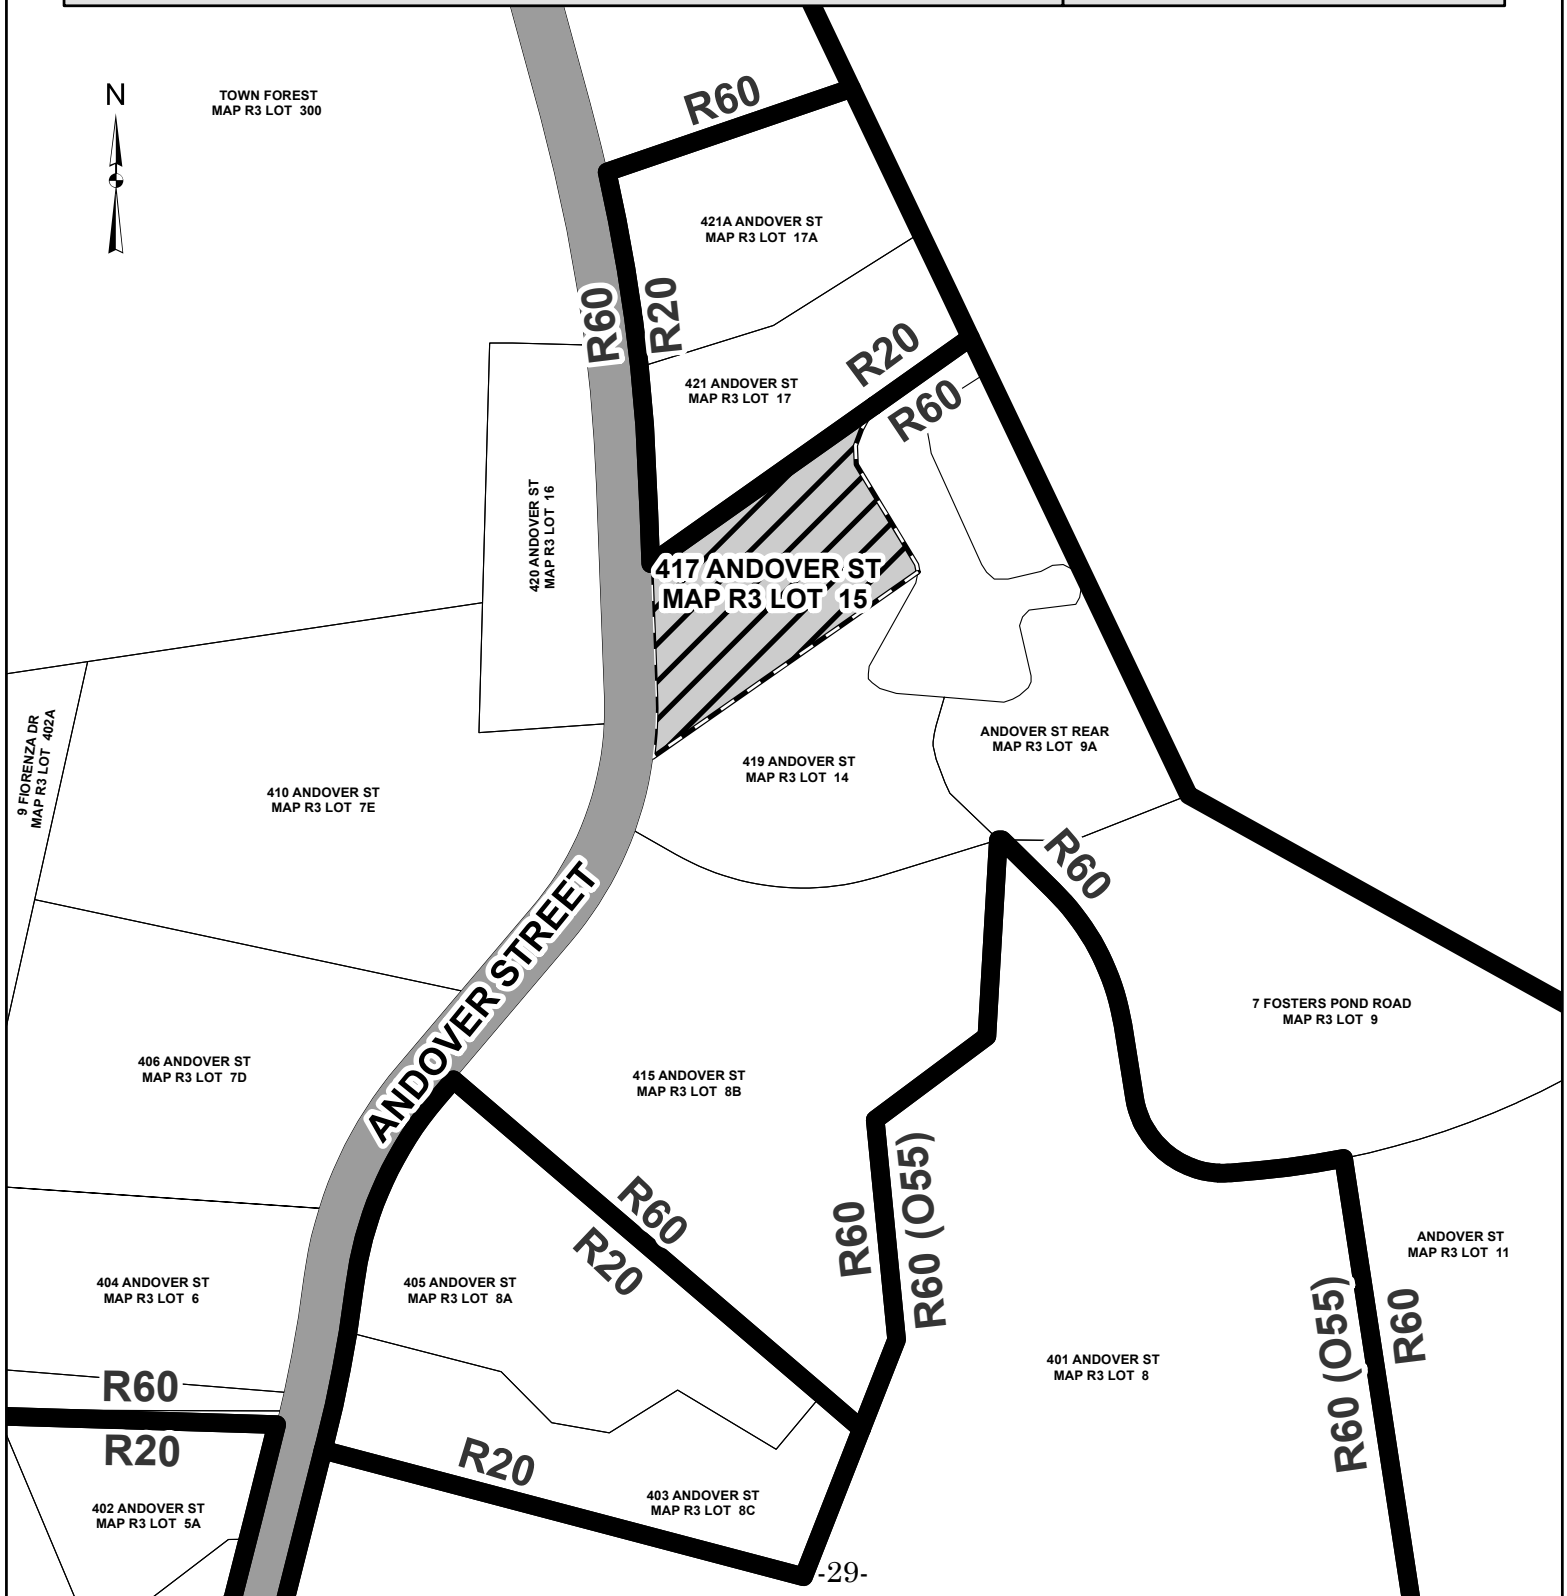 N
TOWN FOREST
MAP R3 LOT 300
R60
421A ANDOVER ST
MAP R3 LOT 17A
R60
R20
R20
R60
421 ANDOVER ST
MAP R3 LOT 17
420 ANDOVER ST
MAP R3 LOT 16
417 ANDOVER ST
MAP R3 LOT 15
9 FIORENZA DR
MAP R3 LOT 402A
410 ANDOVER ST
MAP R3 LOT 7E
419 ANDOVER ST
MAP R3 LOT 14
ANDOVER ST REAR
MAP R3 LOT 9A
R60
ANDOVER STREET
7 FOSTERS POND ROAD
MAP R3 LOT 9
406 ANDOVER ST
MAP R3 LOT 7D
415 ANDOVER ST
MAP R3 LOT 8B
R60
R20
R60
R60 (O55)
ANDOVER ST
MAP R3 LOT 11
404 ANDOVER ST
MAP R3 LOT 6
405 ANDOVER ST
MAP R3 LOT 8A
R60 (O55)
R60
401 ANDOVER ST
MAP R3 LOT 8
R60
R20
R20
402 ANDOVER ST
MAP R3 LOT 5A
403 ANDOVER ST
MAP R3 LOT 8C
-29-